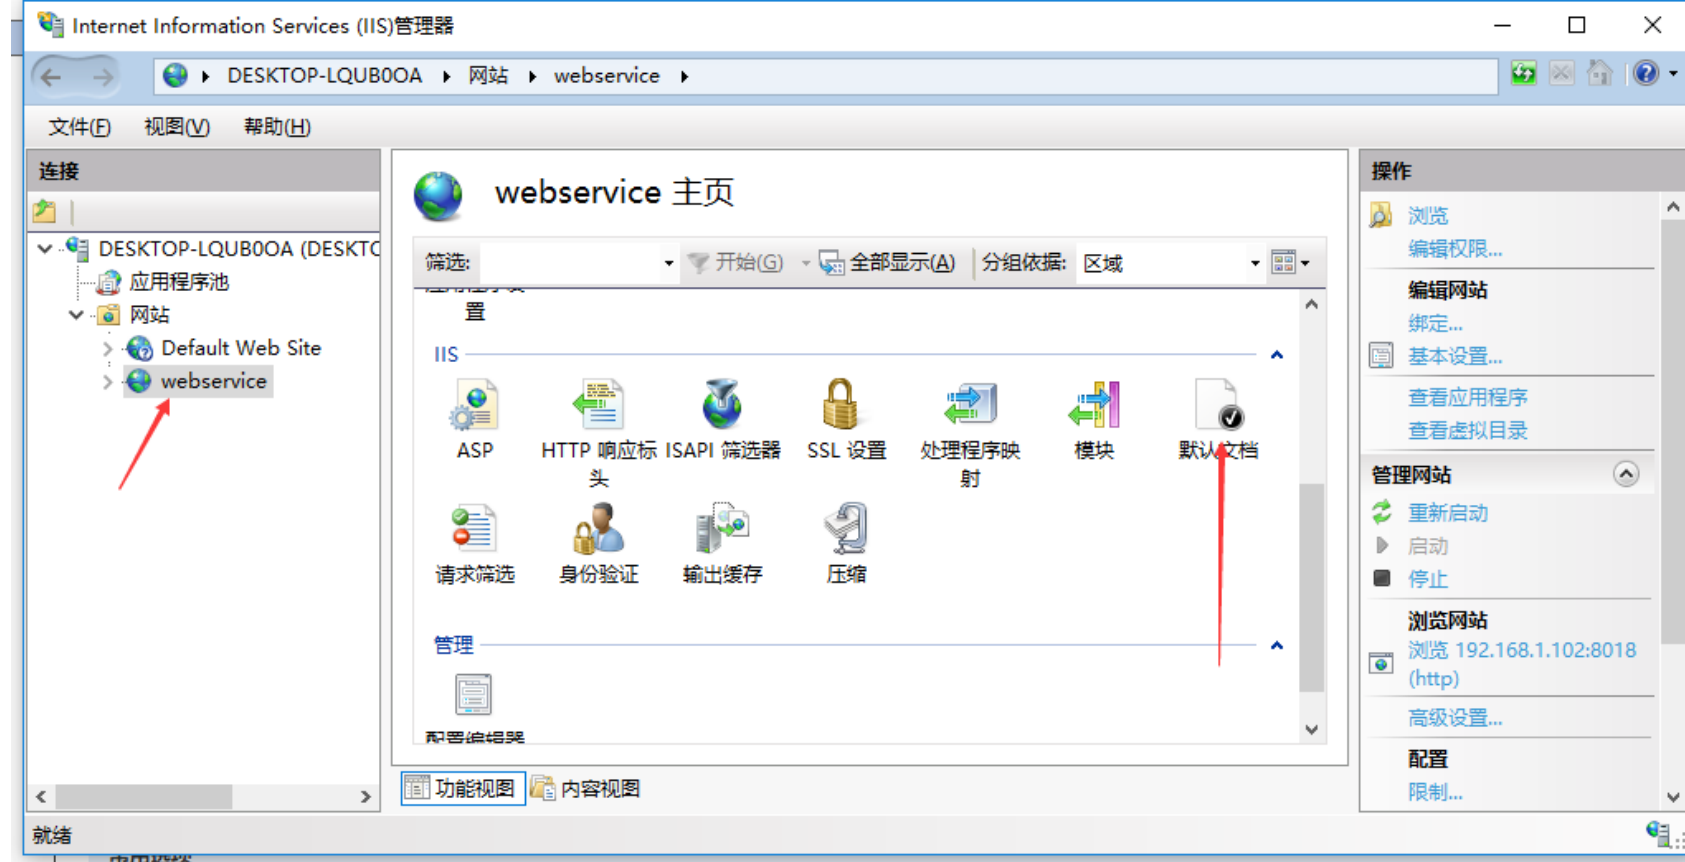 Internet Information Services (IIS)管理器
DESKTOP-LQUB0OA
网站
webservice
文件(F)
视图(V)
帮助(H)
连接
DESKTOP-LQUB0OA (DESKTC
应用程序池
网站
Default Web Site
webservice
webservice 主页
筛选:
开始(G)
全部显示(A)
分组依据:
区域
置
IIS
ASP
HTTP 响应标
头
ISAPI 筛选器
SSL 设置
处理程序映
射
模块
默认文档
请求筛选
身份验证
输出缓存
压缩
管理
配置编辑器
功能视图
内容视图
操作
浏览
编辑权限...
编辑网站
绑定...
基本设置...
查看应用程序
查看虚拟目录
管理网站
重新启动
启动
停止
浏览网站
浏览 192.168.1.102:8018
(http)
高级设置...
配置
限制...
就绪